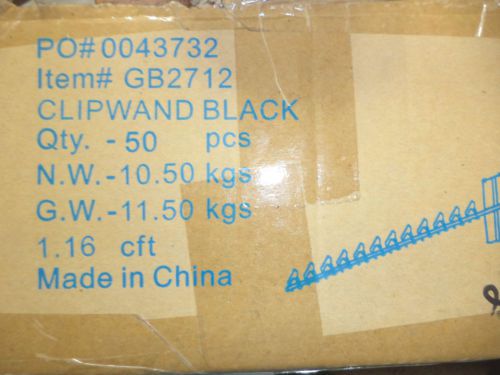 PO# 0043732
Item# GB2712
CLIPWAND BLACK
Qty. - 50 pcs
N.W.-10.50 kgs
G.W.-11.50 kgs
1.16 cft
Made in China